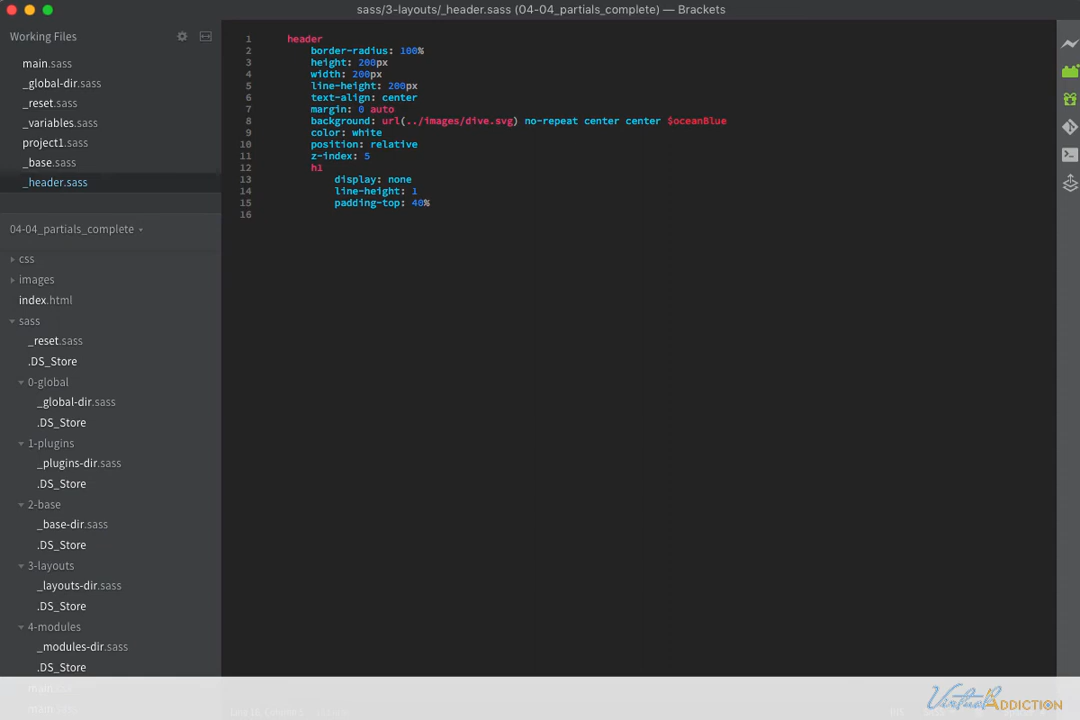 sass/3-layouts/_header.sass (04-04_partials_complete) — Brackets
Working Files
main.sass
_global-dir.sass
_reset.sass
_variables.sass
project1.sass
_base.sass
_header.sass
04-04_partials_complete
css
images
index.html
sass
_reset.sass
.DS_Store
0-global
_global-dir.sass
.DS_Store
1-plugins
_plugins-dir.sass
.DS_Store
2-base
_base-dir.sass
.DS_Store
3-layouts
_layouts-dir.sass
.DS_Store
4-modules
_modules-dir.sass
.DS_Store
1 header
2 border-radius: 100%
3 height: 200px
4 width: 200px
5 line-height: 200px
6 text-align: center
7 margin: 0 auto
8 background: url(../images/dive.svg) no-repeat center center $oceanBlue
9 color: white
10 position: relative
11 z-index: 5
12 h1
13 display: none
14 line-height: 1
15 padding-top: 40%
16
Virtual ADDICTION